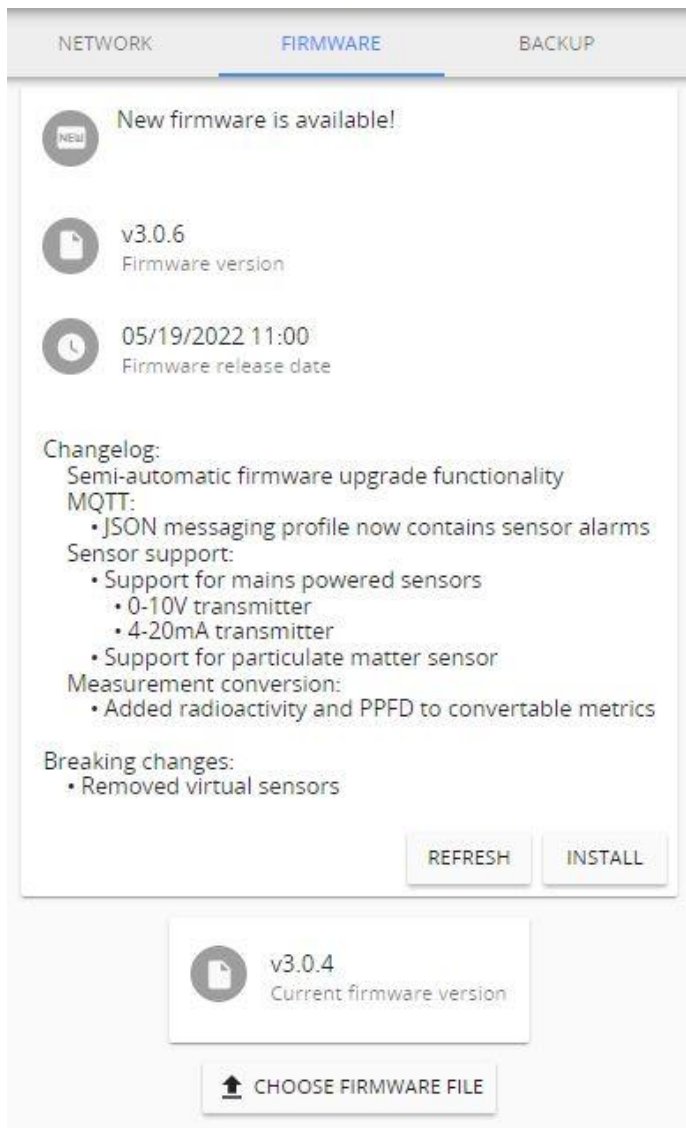 NETWORK FIRMWARE BACKUP
NEW
New firmware is available!
v3.0.6
Firmware version
05/19/2022 11:00
Firmware release date
Changelog:
Semi-automatic firmware upgrade functionality
MQTT:
• JSON messaging profile now contains sensor alarms
Sensor support:
• Support for mains powered sensors
• 0-10V transmitter
• 4-20mA transmitter
• Support for particulate matter sensor
Measurement conversion:
• Added radioactivity and PPFD to convertable metrics
Breaking changes:
• Removed virtual sensors
REFRESH INSTALL
v3.0.4
Current firmware version
CHOOSE FIRMWARE FILE